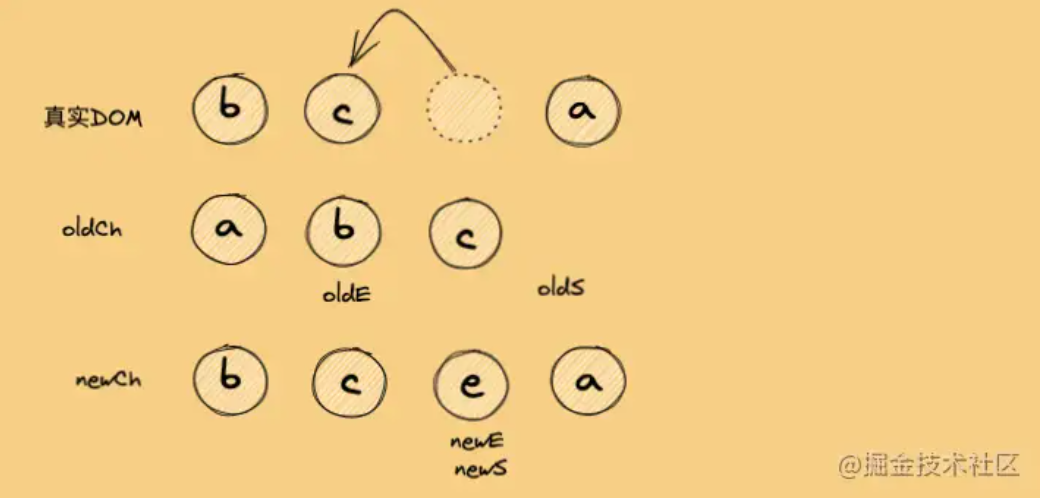 真实DOM b c a
oldCh a b c
oldE oldS
newCh b c e a
newE
newS
@掘金技术社区